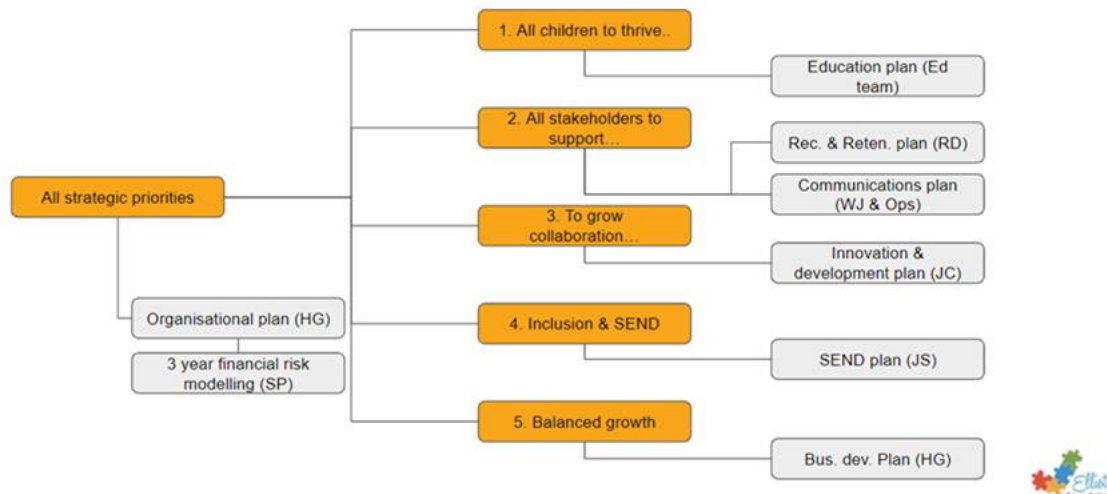 1. All children to thrive..
Education plan (Ed
team)
2. All stakeholders to
support…
Rec. & Reten. plan (RD)
Communications plan
(WJ & Ops)
All strategic priorities
3. To grow
collaboration…
Innovation &
development plan (JC)
Organisational plan (HG)
3 year financial risk
modelling (SP)
4. Inclusion & SEND
SEND plan (JS)
5. Balanced growth
Bus. dev. Plan (HG)